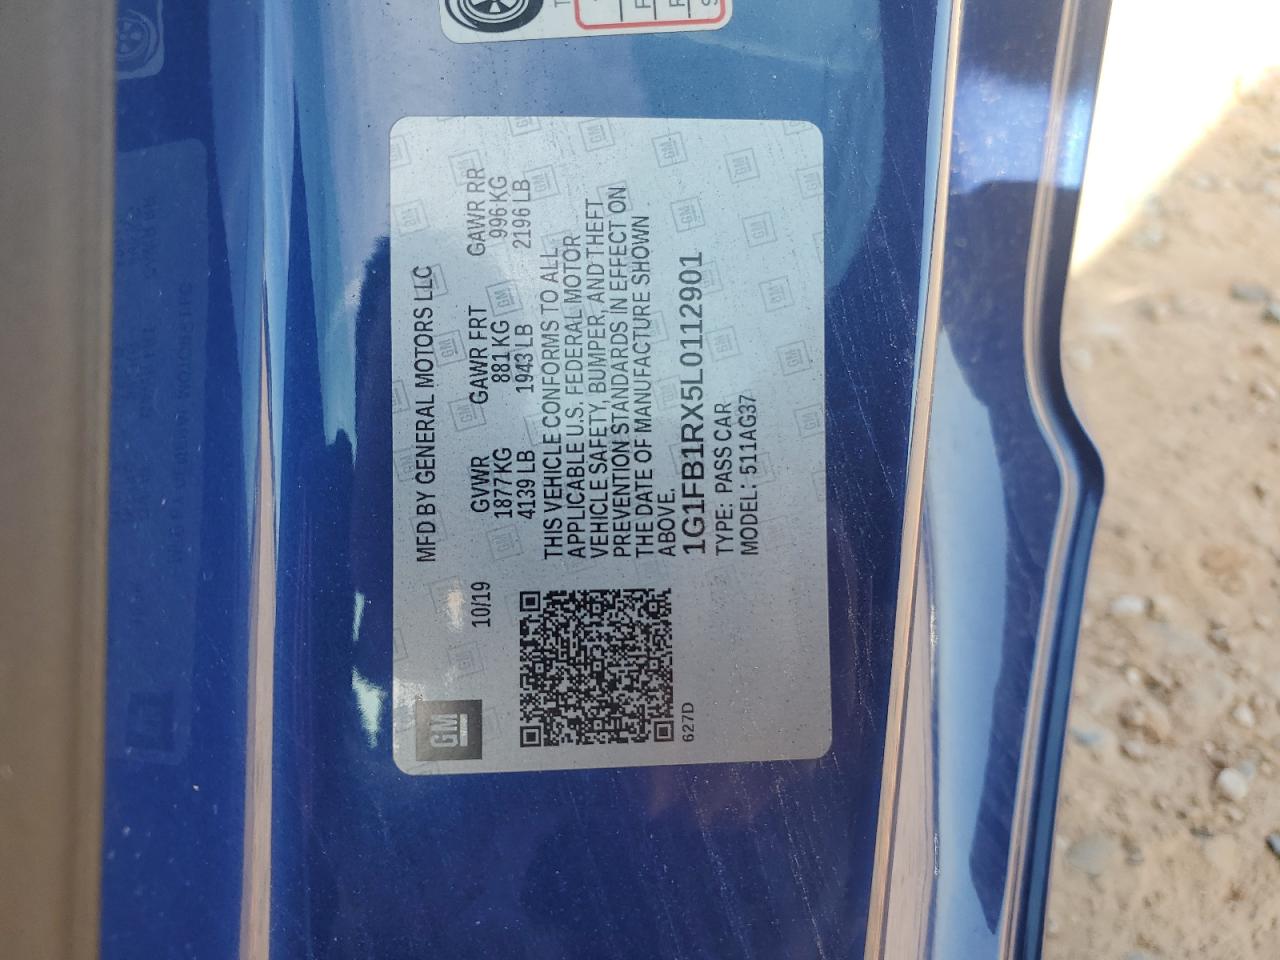 MFD BY GENERAL MOTORS LLC
10/19 GVWR GAWR FRT GAWR RR
1877 KG 881 KG 996 KG
4139 LB 1943 LB 2196 LB
THIS VEHICLE CONFORMS TO ALL
APPLICABLE U.S. FEDERAL MOTOR
VEHICLE SAFETY, BUMPER, AND THEFT
PREVENTION STANDARDS IN EFFECT ON
THE DATE OF MANUFACTURE SHOWN
ABOVE.
1G1FB1RX5L0112901
TYPE: PASS CAR
MODEL: 511AG37
GM
627D